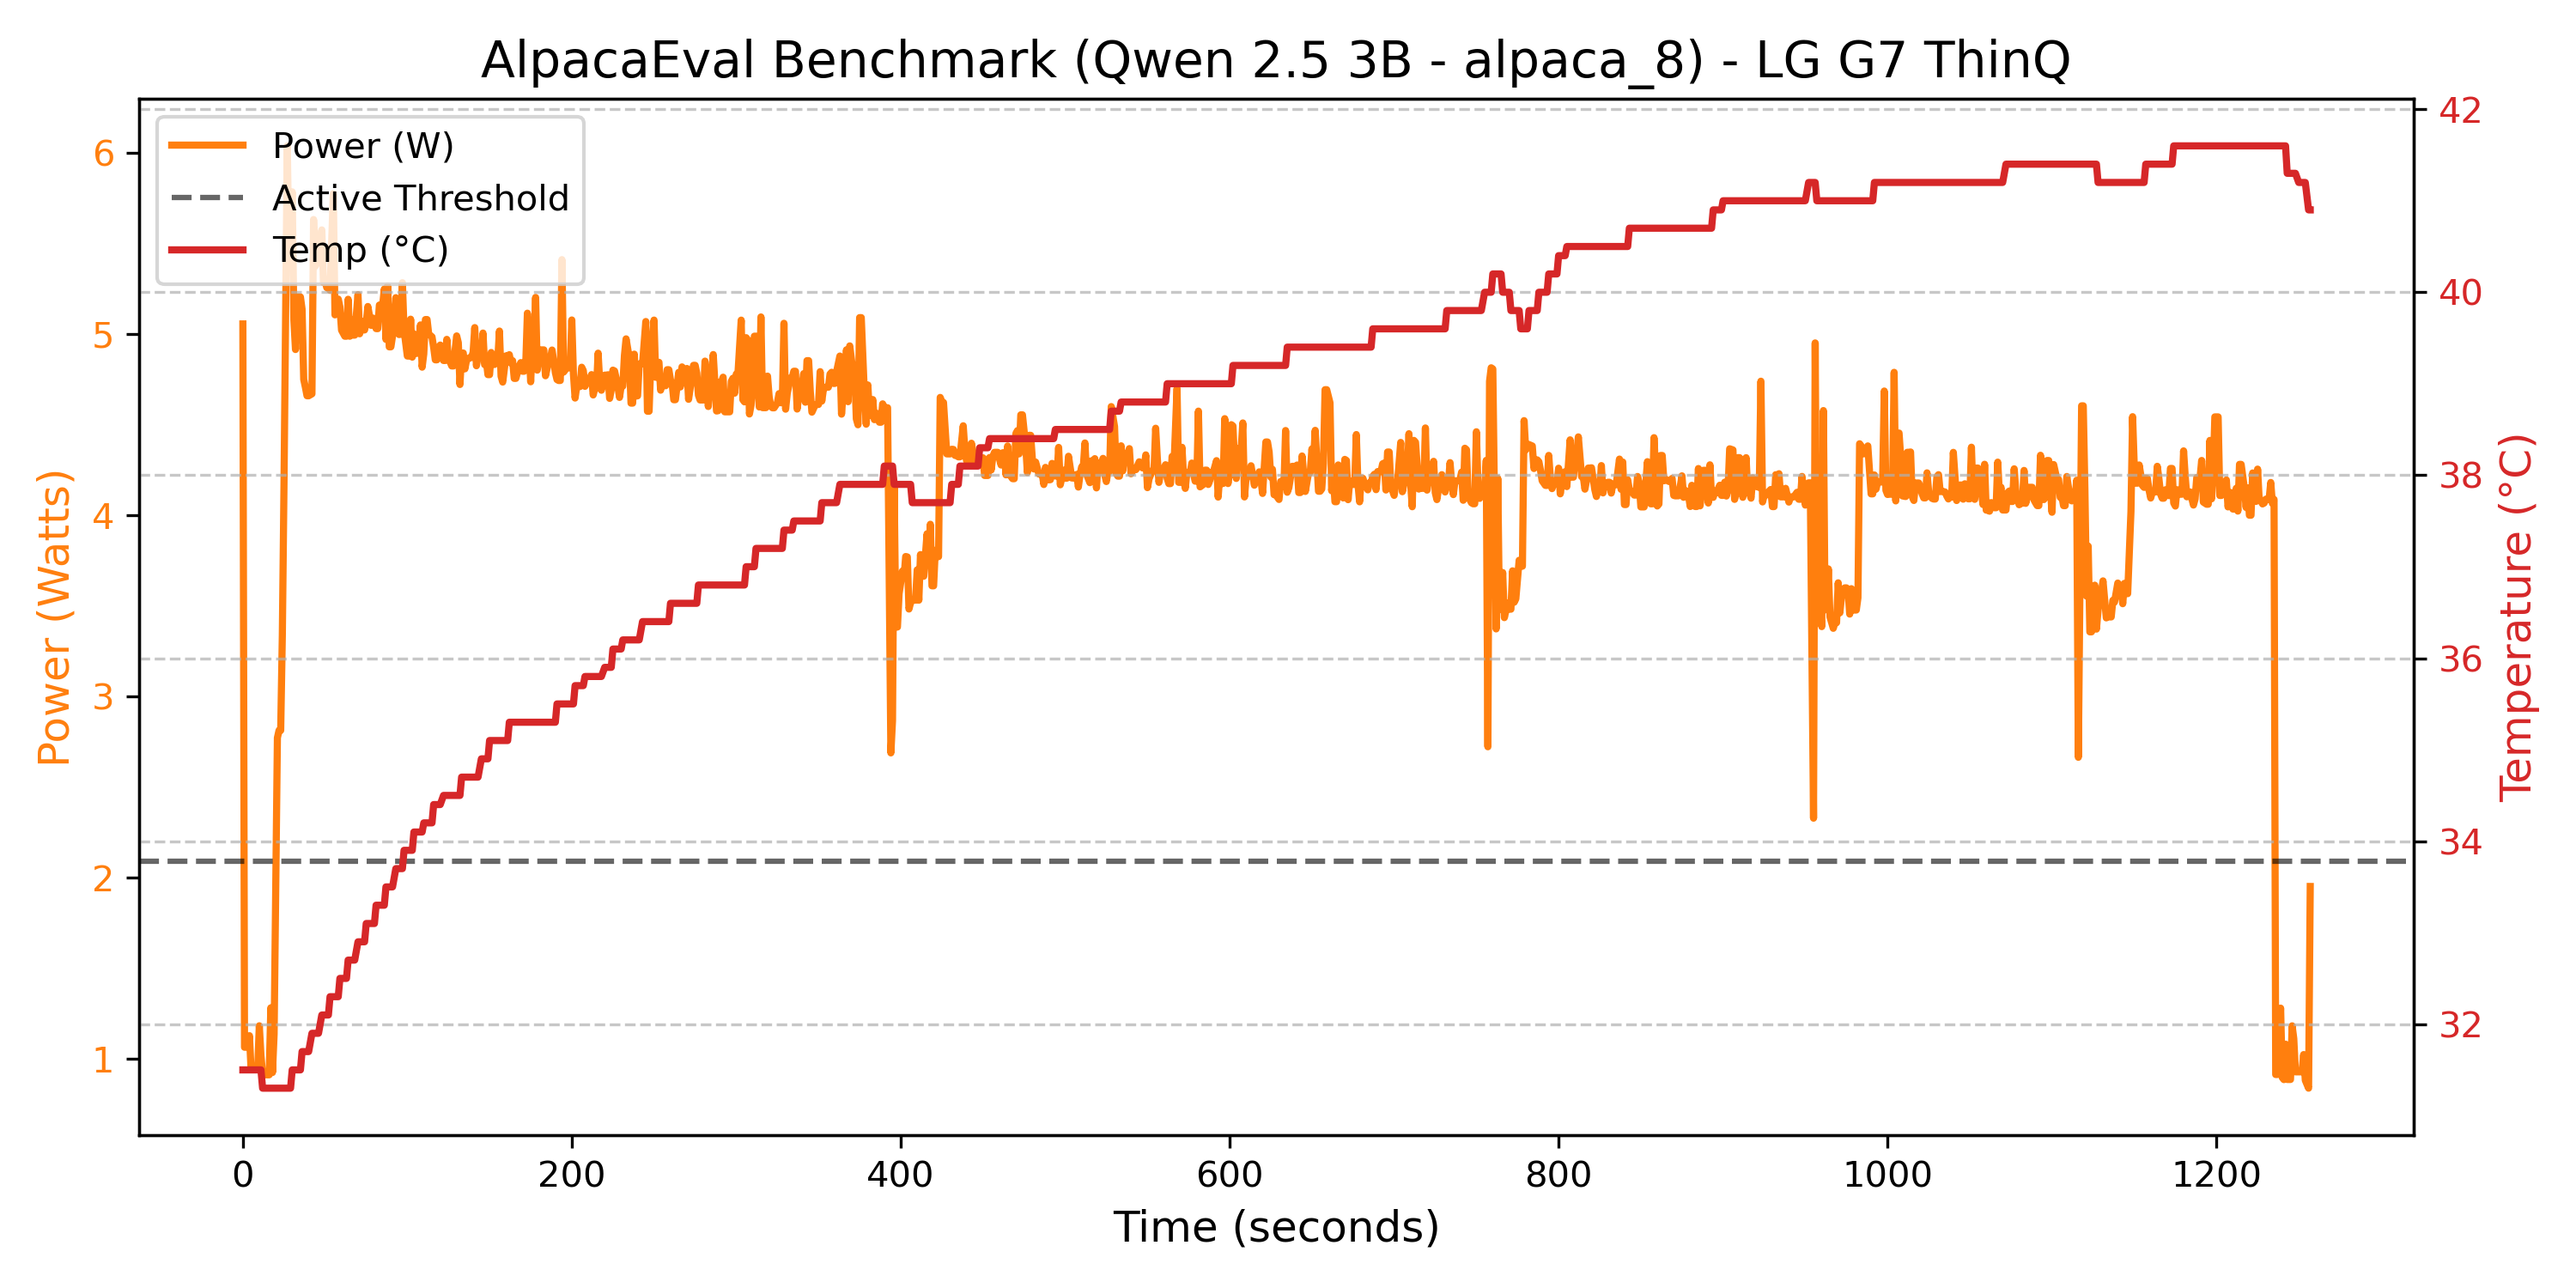 AlpacaEval Benchmark (Qwen 2.5 3B - alpaca_8) - LG G7 ThinQ
Power (W)
Active Threshold
Temp (°C)
Power (Watts)
6
5
4
3
2
1
42
40
38
36
34
32
Temperature (°C)
0 200 400 600 800 1000 1200
Time (seconds)